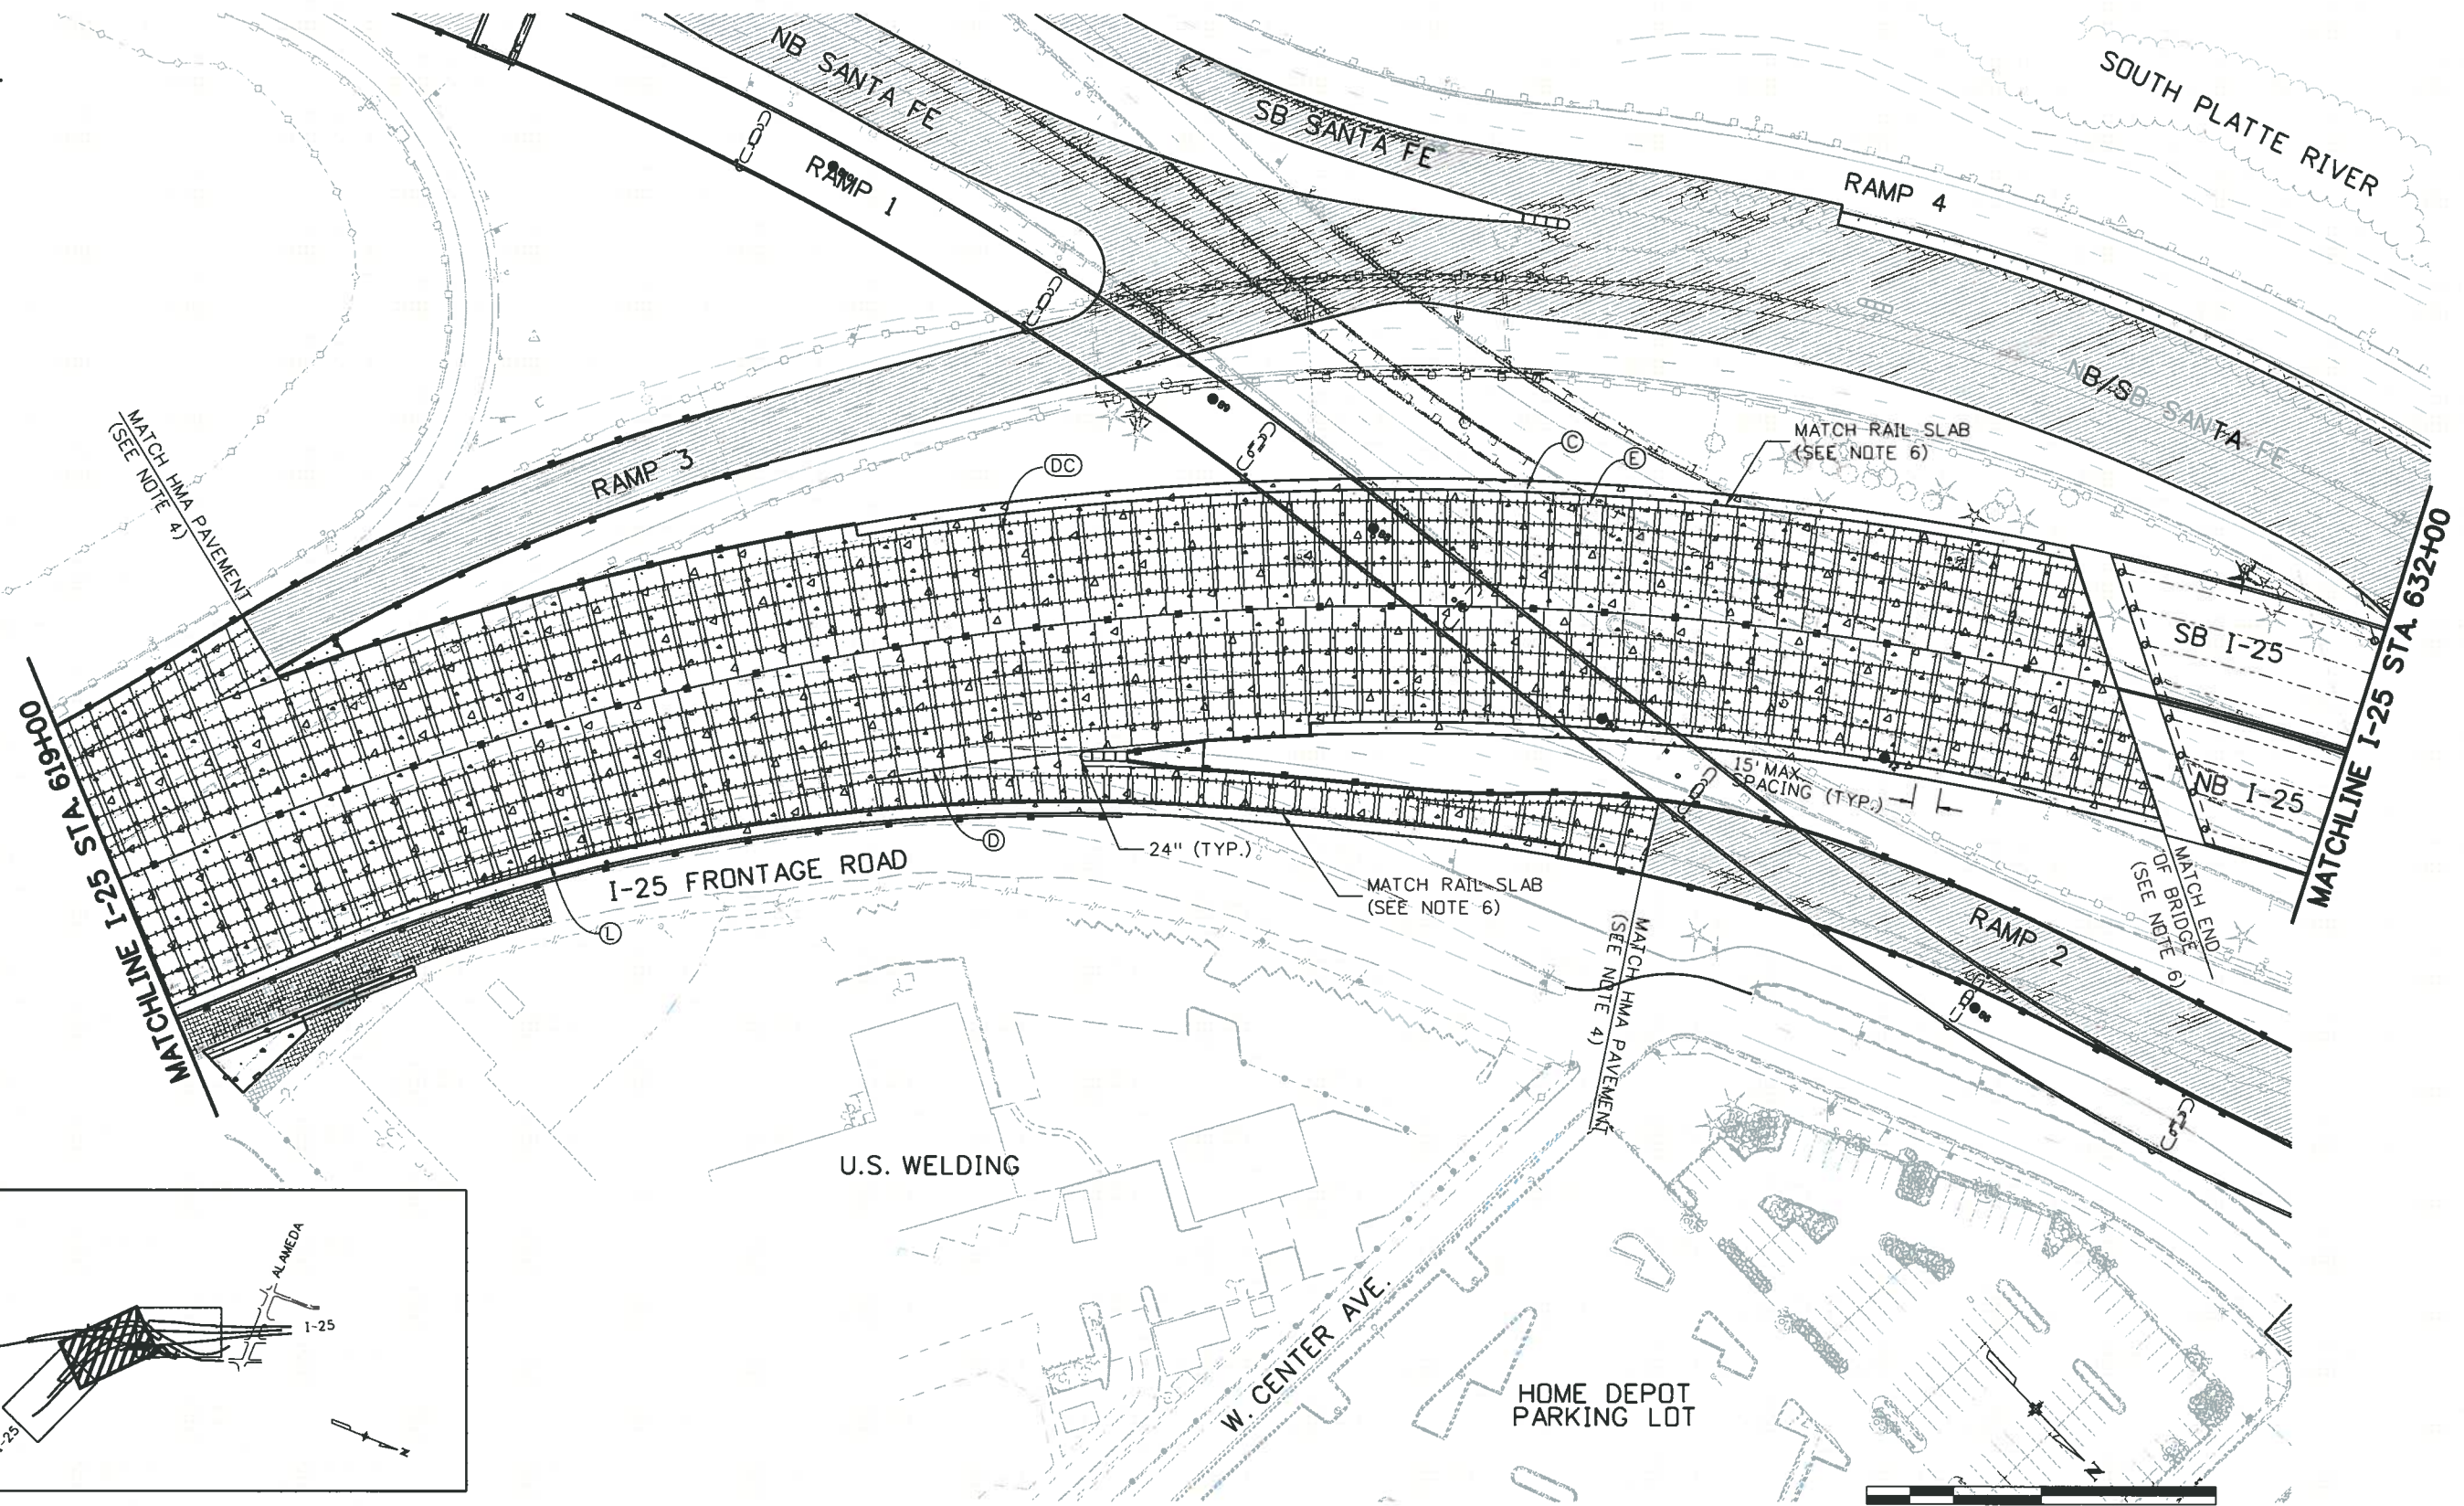 NB SANTA FE
SB SANTA FE
SOUTH PLATTE RIVER
RAMP 1
RAMP 4
NB/SB SANTA FE
TA
MATCH HMA PAVEMENT
(SEE NOTE 4)
RAMP 3
DC
C
E
MATCH RAIL SLAB
(SEE NOTE 6)
MATCHLINE I-25 STA. 619+00
MATCHLINE I-25 STA. 632+00
SB I-25
NB I-25
15' MAX.
SPACING (TYP.)
D
24" (TYP.)
I-25 FRONTAGE ROAD
L
MATCH RAIL SLAB
(SEE NOTE 6)
MATCH HMA PAVEMENT
(SEE NOTE 4)
MATCH END
OF BRIDGE
(SEE NOTE 6)
RAMP 2
U.S. WELDING
W. CENTER AVE.
HOME DEPOT
PARKING LOT
ALAMEDA
I-25
-25
N
N